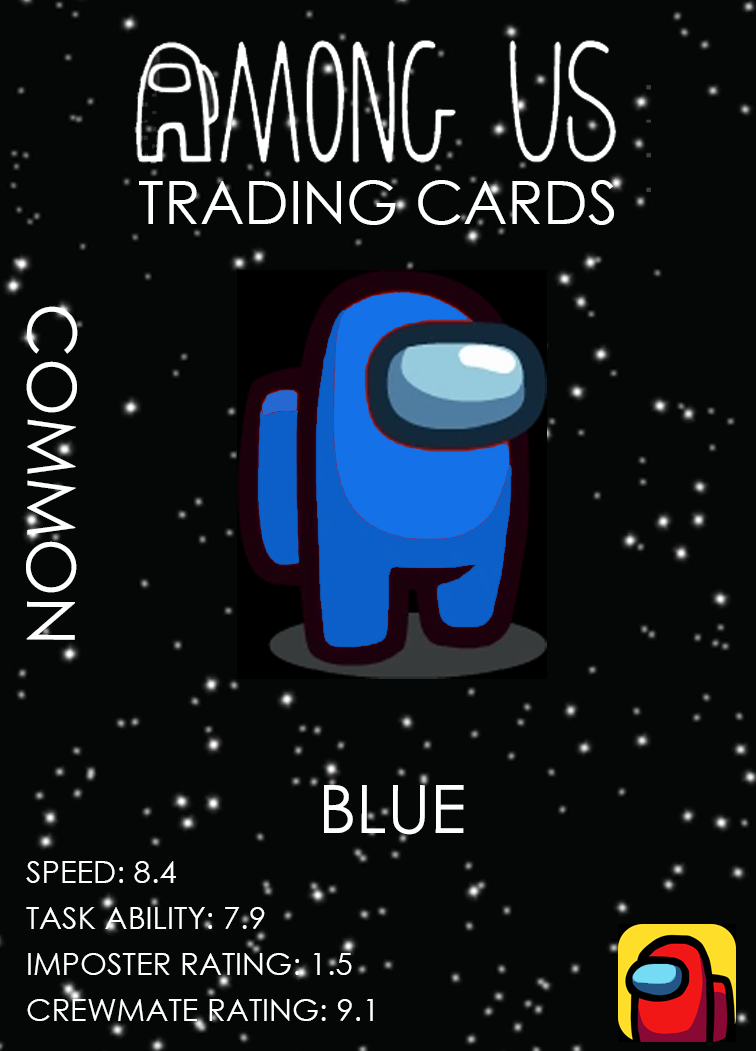 AMONG US
TRADING CARDS
COMMON
BLUE
SPEED: 8.4
TASK ABILITY: 7.9
IMPOSTER RATING: 1.5
CREWMATE RATING: 9.1